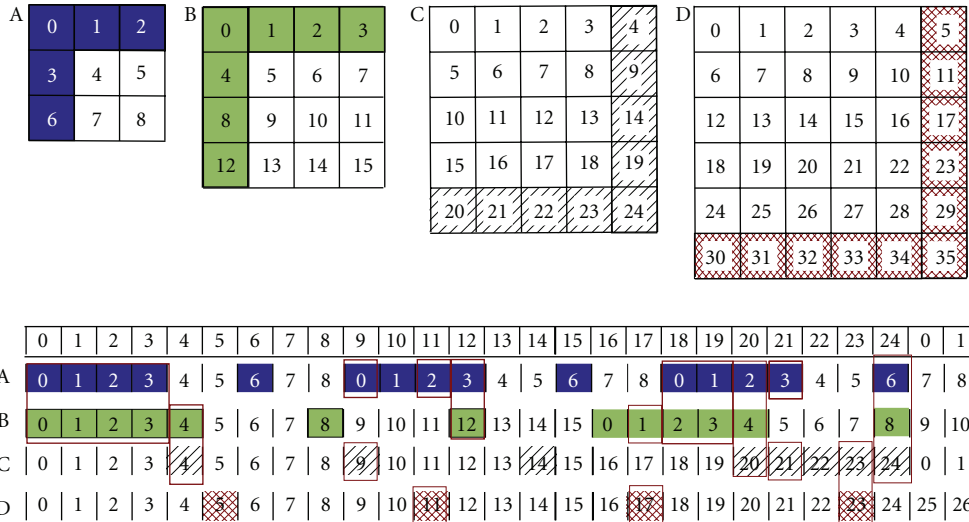 A
0 1 2
3 4 5
6 7 8
B
0 1 2 3
4 5 6 7
8 9 10 11
12 13 14 15
C
0 1 2 3 4
5 6 7 8 9
10 11 12 13 14
15 16 17 18 19
20 21 22 23 24
D
0 1 2 3 4 5
6 7 8 9 10 11
12 13 14 15 16 17
18 19 20 21 22 23
24 25 26 27 28 29
30 31 32 33 34 35
0 1 2 3 4 5 6 7 8 9 10 11 12 13 14 15 16 17 18 19 20 21 22 23 24 0 1
A 0 1 2 3 4 5 6 7 8 0 1 2 3 4 5 6 7 8 0 1 2 3 4 5 6 7 8
B 0 1 2 3 4 5 6 7 8 9 10 11 12 13 14 15 0 1 2 3 4 5 6 7 8 9 10
C 0 1 2 3 4 5 6 7 8 9 10 11 12 13 14 15 16 17 18 19 20 21 22 23 24 0 1
D 0 1 2 3 4 5 6 7 8 9 10 11 12 13 14 15 16 17 18 19 20 21 22 23 24 25 26